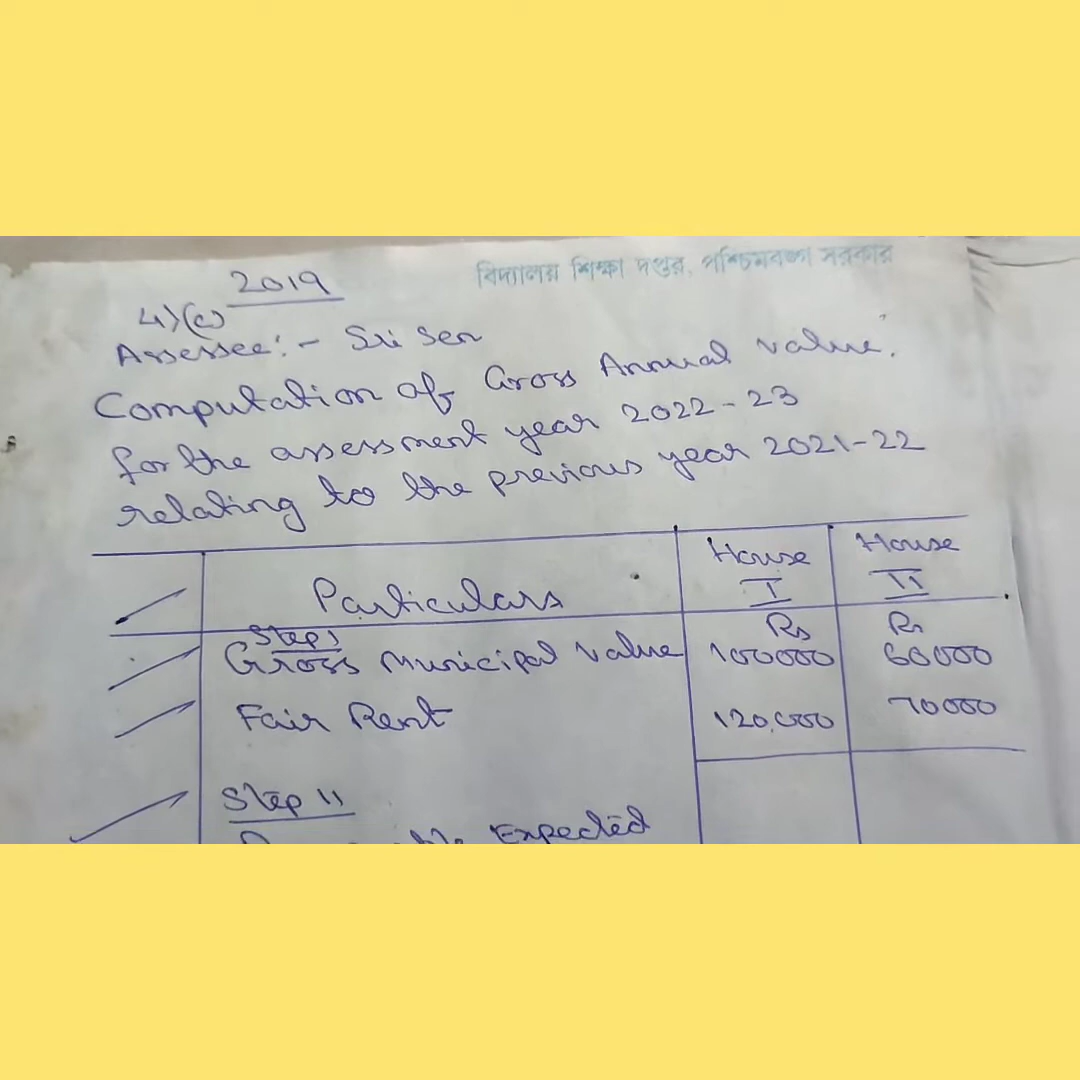 বিদ্যালয় শিক্ষা দপ্তর, পশ্চিমবঙ্গ সরকার
2019
4)(c)
Assessee:- Sri Sen
Computation of Gross Annual value.
for the assessment year 2022-23
relating to the previous year 2021-22
Particulars House I House II
Step I Rs Rs
Gross Municipal Value 100000 60000
Fair Rent 120,000 70000
Step II
Expected